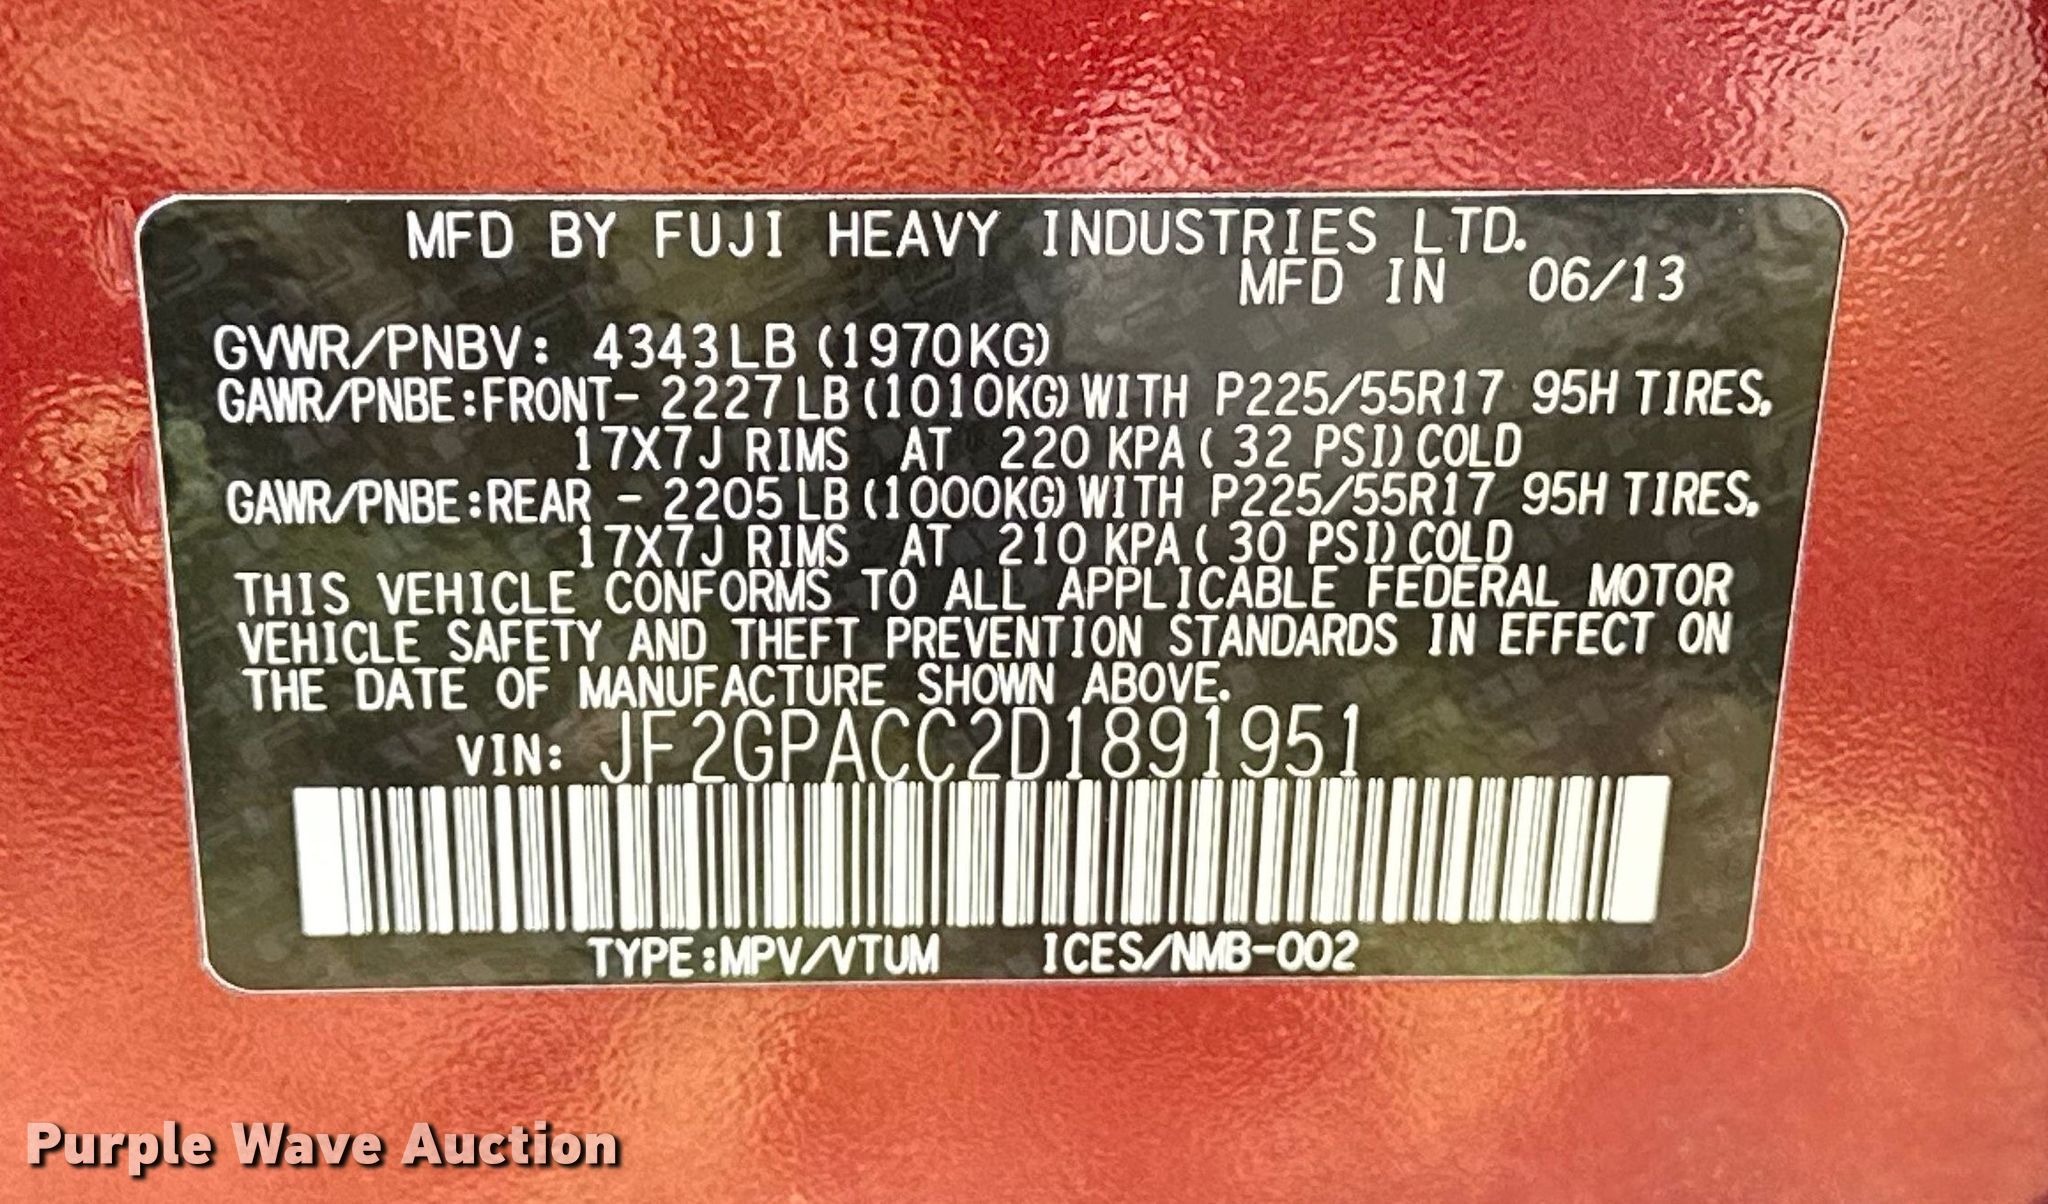 MFD BY FUJI HEAVY INDUSTRIES LTD.
MFD IN 06/13
GVWR/PNBV: 4343LB (1970KG)
GAWR/PNBE:FRONT- 2227LB (1010KG) WITH P225/55R17 95H TIRES,
17X7J RIMS AT 220 KPA ( 32 PSI) COLD
GAWR/PNBE:REAR - 2205LB (1000KG) WITH P225/55R17 95H TIRES,
17X7J RIMS AT 210 KPA ( 30 PSI) COLD
THIS VEHICLE CONFORMS TO ALL APPLICABLE FEDERAL MOTOR
VEHICLE SAFETY AND THEFT PREVENTION STANDARDS IN EFFECT ON
THE DATE OF MANUFACTURE SHOWN ABOVE.
VIN: JF2GPACC2D1891951
TYPE:MPV/VTUM ICES/NMB-002
Purple Wave Auction